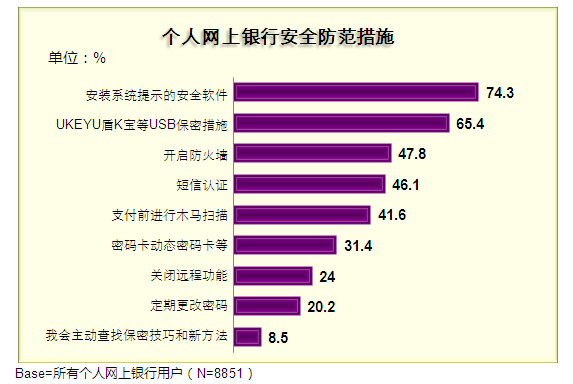 个人网上银行安全防范措施
单位：%
安装系统提示的安全软件 74.3
UKEYU盾K宝等USB保密措施 65.4
开启防火墙 47.8
短信认证 46.1
支付前进行木马扫描 41.6
密码卡动态密码卡等 31.4
关闭远程功能 24
定期更改密码 20.2
我会主动查找保密技巧和新方法 8.5
Base=所有个人网上银行用户（N=8851）